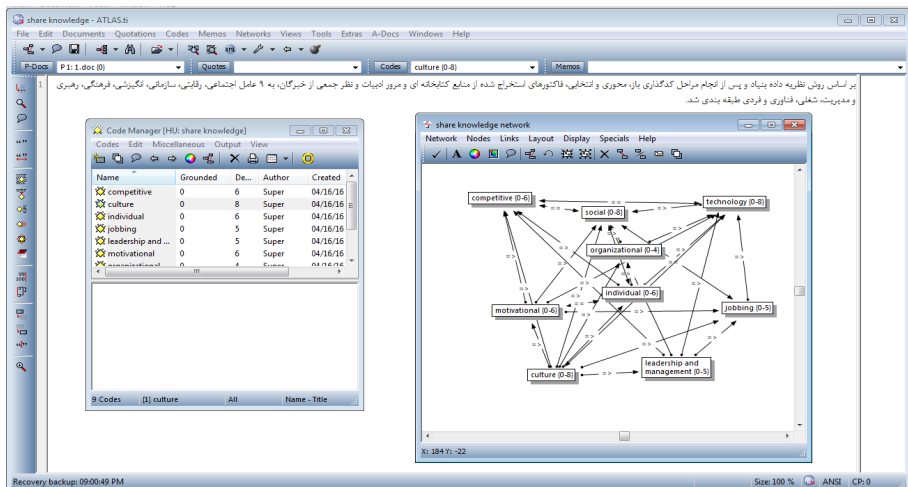 share knowledge - ATLAS.ti
File Edit Documents Quotations Codes Memos Networks Views Tools Extras A-Docs Windows Help
P-Docs P 1: 1.doc {0} Quotes Codes culture {0-8} Memos
1 بر اساس روش نظریه داده بنیاد و پس از انجام مراحل کدگذاری باز، محوری و انتخابی، فاکتورهای استخراج شده از منابع کتابخانه ای و مرور ادبیات و نظر جمعی از خبرگان، به ۹ عامل اجتماعی، رقابتی، سازمانی، انگیزشی، فرهنگی، رهبری
و مدیریت، شغلی، فناوری و فردی طبقه بندی شد.
Code Manager [HU: share knowledge]
Codes Edit Miscellaneous Output View
Name Grounded De... Author Created
competitive 0 6 Super 04/16/16
culture 0 8 Super 04/16/16
individual 0 6 Super 04/16/16
jobbing 0 5 Super 04/16/16
leadership and ... 0 5 Super 04/16/16
motivational 0 6 Super 04/16/16
organizational 0 4 Super 04/16/16
9 Codes [1] culture All Name - Title
share knowledge network
Network Nodes Links Layout Display Specials Help
competitive {0-6}
technology {0-8}
social {0-8}
organizational {0-4}
individual {0-6}
motivational {0-6}
jobbing {0-5}
leadership and
management {0-5}
culture {0-8}
X: 184 Y: -22
Recovery backup: 09:00:49 PM Size: 100 % ANSI CP: 0